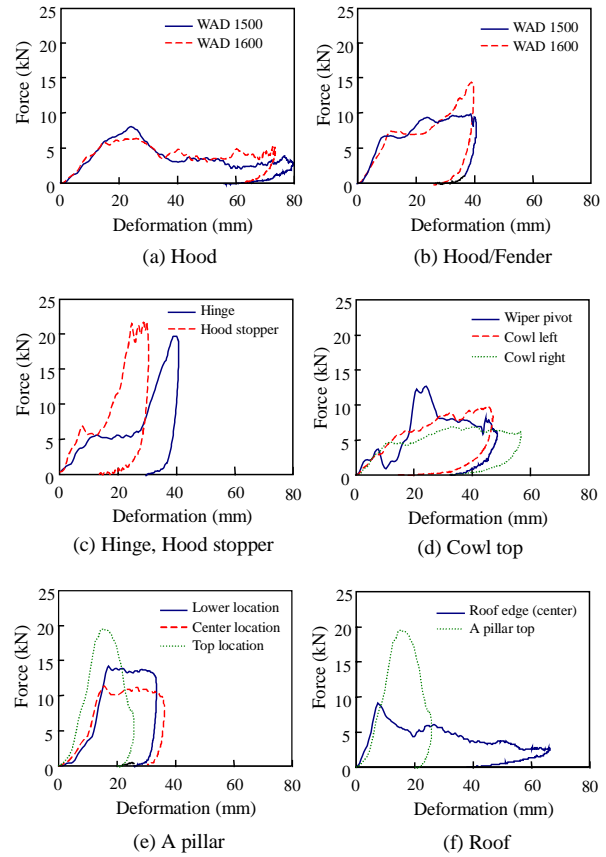 25
20
15
10
5
0
Force (kN)
WAD 1500
WAD 1600
0 20 40 60 80
Deformation (mm)
(a) Hood
25
20
15
10
5
0
Force (kN)
WAD 1500
WAD 1600
0 20 40 60 80
Deformation (mm)
(b) Hood/Fender
25
20
15
10
5
0
Force (kN)
Hinge
Hood stopper
0 20 40 60 80
Deformation (mm)
(c) Hinge, Hood stopper
25
20
15
10
5
0
Force (kN)
Wiper pivot
Cowl left
Cowl right
0 20 40 60 80
Deformation (mm)
(d) Cowl top
25
20
15
10
5
0
Force (kN)
Lower location
Center location
Top location
0 20 40 60 80
Deformation (mm)
(e) A pillar
25
20
15
10
5
0
Force (kN)
Roof edge (center)
A pillar top
0 20 40 60 80
Deformation (mm)
(f) Roof